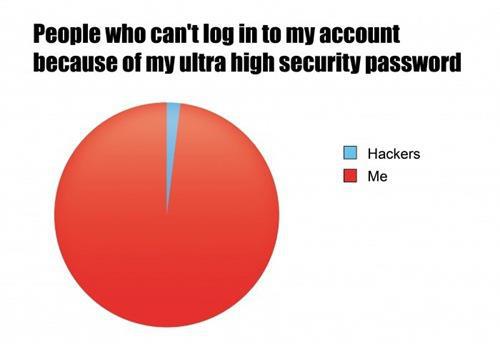 People who can't log in to my account
because of my ultra high security password
Hackers
Me